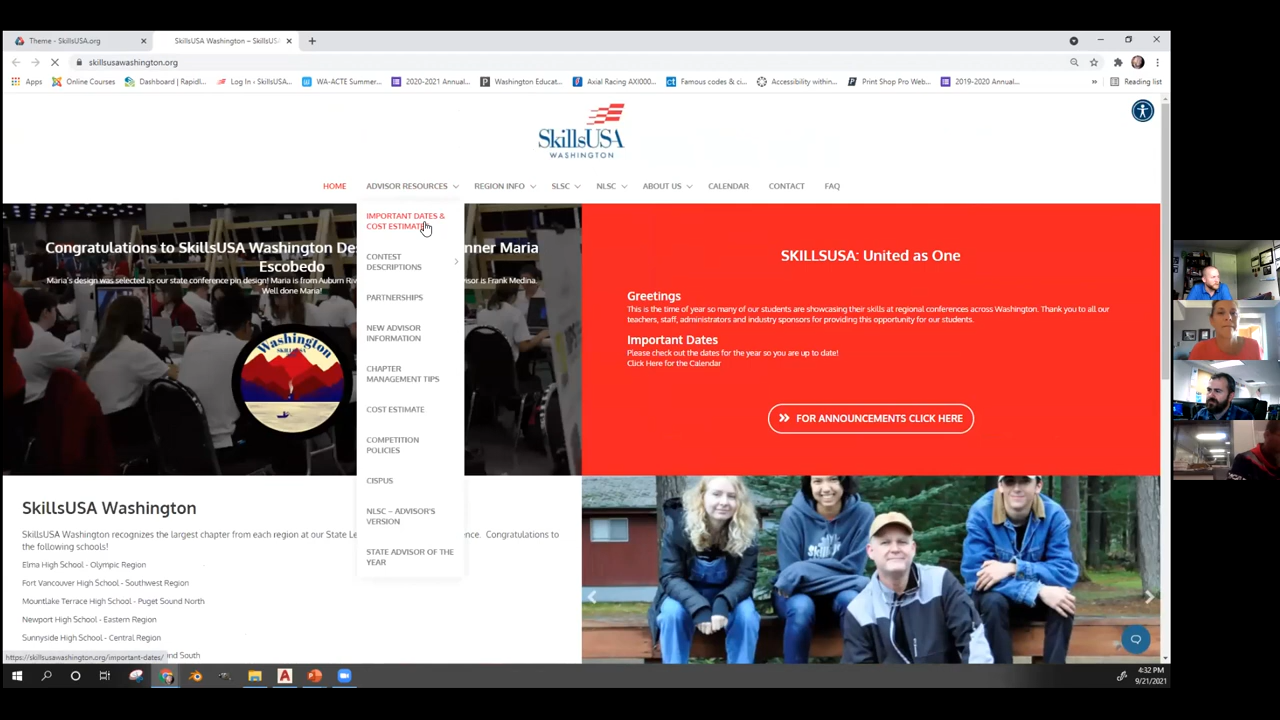 Theme - SkillsUSA.org
SkillsUSA Washington – SkillsUS
skillsusawashington.org
Apps
Online Courses
Dashboard | Rapidl...
Log In ‹ SkillsUSA...
WA-ACTE Summer...
2020-2021 Annual...
Washington Educat...
Axial Racing AXI000...
Famous codes & ci...
Accessibility within...
Print Shop Pro Web...
2019-2020 Annual...
»
Reading list
SkillsUSA
WASHINGTON
HOME
ADVISOR RESOURCES
REGION INFO
SLSC
NLSC
ABOUT US
CALENDAR
CONTACT
FAQ
IMPORTANT DATES &
COST ESTIMATE
CONTEST
DESCRIPTIONS
PARTNERSHIPS
NEW ADVISOR
INFORMATION
CHAPTER
MANAGEMENT TIPS
COST ESTIMATE
COMPETITION
POLICIES
CISPUS
NLSC – ADVISOR'S
VERSION
STATE ADVISOR OF THE
YEAR
Congratulations to SkillsUSA Washington Des nner Maria
Escobedo
Maria's design was selected as our state conference pin design! Maria is from Auburn Riv isor is Frank Medina.
Well done Maria!
Washington
SKILLSUSA: United as One
Greetings
This is the time of year so many of our students are showcasing their skills at regional conferences across Washington. Thank you to all our
teachers, staff, administrators and industry sponsors for providing this opportunity for our students.
Important Dates
Please check out the dates for the year so you are up to date!
Click Here for the Calendar
FOR ANNOUNCEMENTS CLICK HERE
SkillsUSA Washington
SkillsUSA Washington recognizes the largest chapter from each region at our State Le ence. Congratulations to
the following schools!
Elma High School - Olympic Region
Fort Vancouver High School - Southwest Region
Mountlake Terrace High School - Puget Sound North
Newport High School - Eastern Region
Sunnyside High School - Central Region
nd South
https://skillsusawashington.org/important-dates/
4:32 PM
9/21/2021